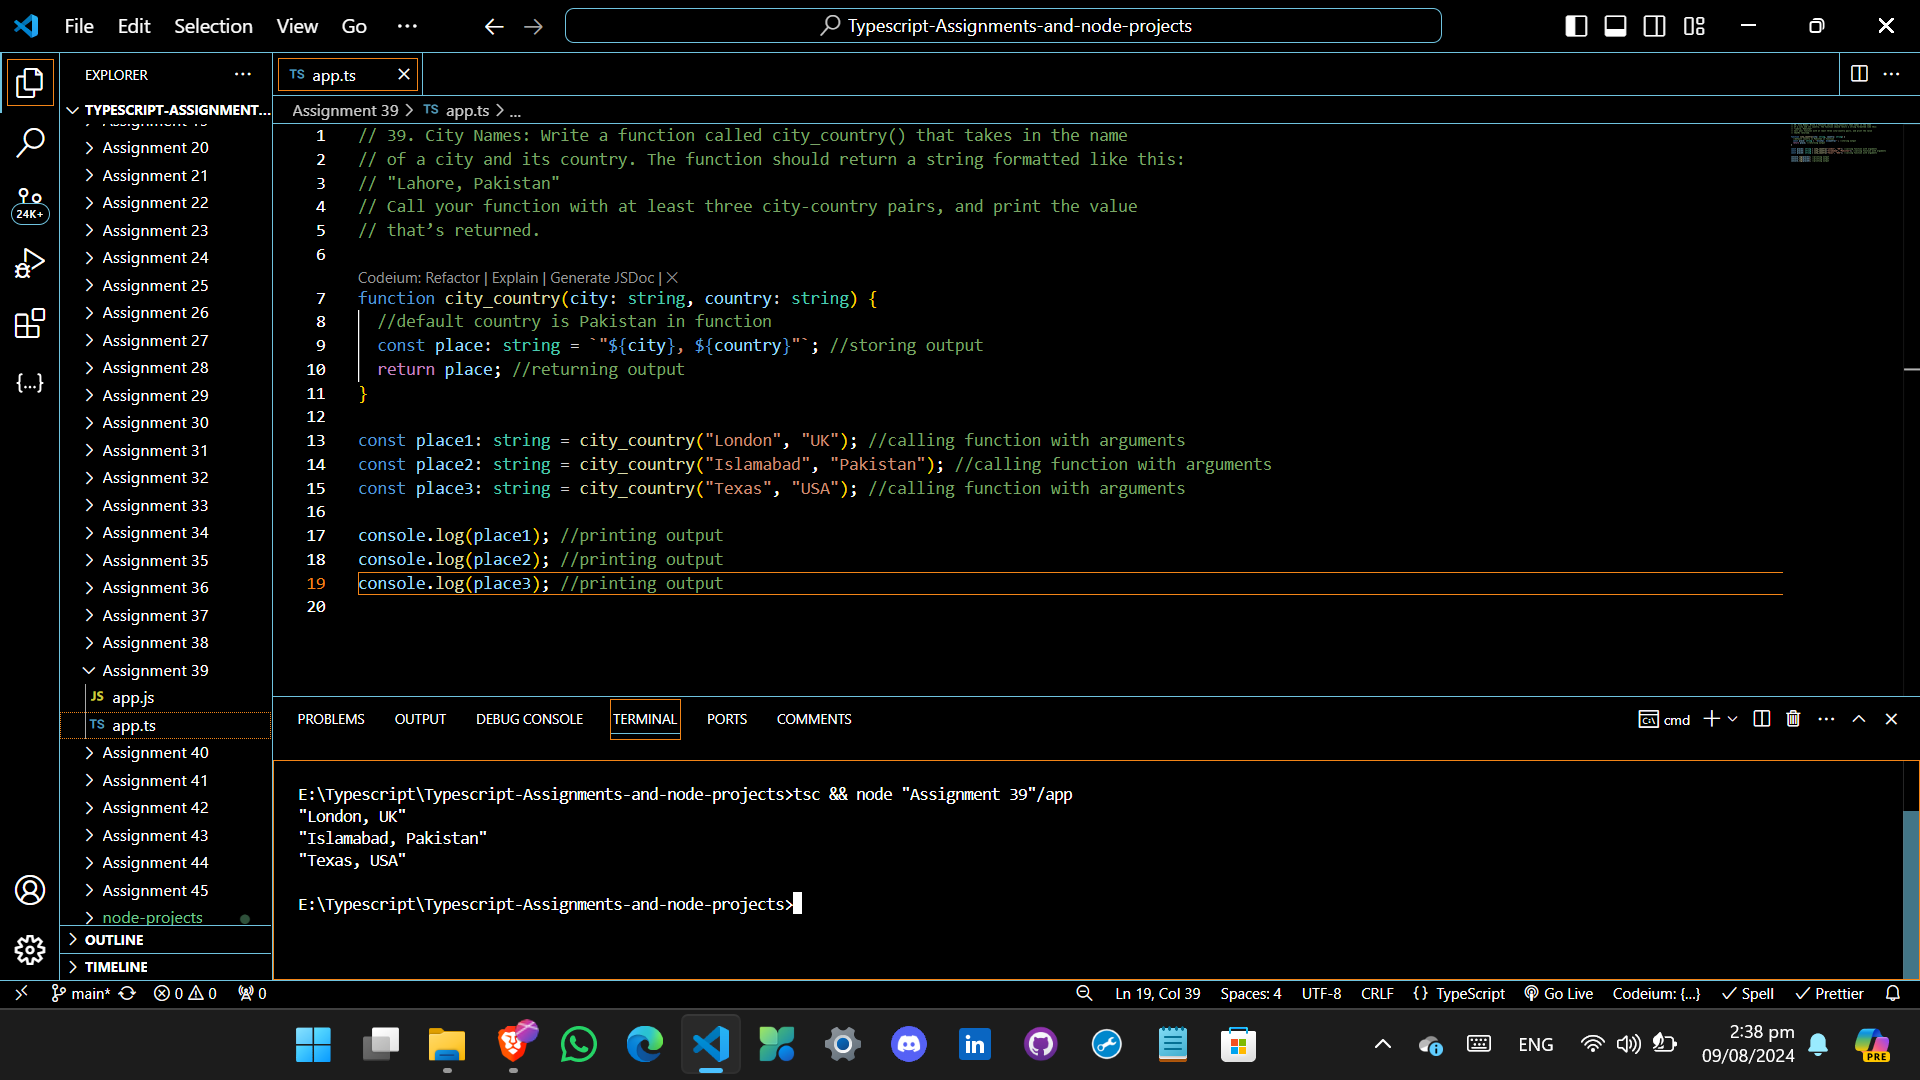 File Edit Selection View Go ···
Typescript-Assignments-and-node-projects
EXPLORER ···
TYPESCRIPT-ASSIGNMENT...
Assignment 20
Assignment 21
Assignment 22
Assignment 23
Assignment 24
Assignment 25
Assignment 26
Assignment 27
Assignment 28
Assignment 29
Assignment 30
Assignment 31
Assignment 32
Assignment 33
Assignment 34
Assignment 35
Assignment 36
Assignment 37
Assignment 38
Assignment 39
JS app.js
TS app.ts
Assignment 40
Assignment 41
Assignment 42
Assignment 43
Assignment 44
Assignment 45
node-projects
OUTLINE
TIMELINE
24K+
TS app.ts
Assignment 39 > TS app.ts > ...
1 // 39. City Names: Write a function called city_country() that takes in the name
2 // of a city and its country. The function should return a string formatted like this:
3 // "Lahore, Pakistan"
4 // Call your function with at least three city-country pairs, and print the value
5 // that’s returned.
6
Codeium: Refactor | Explain | Generate JSDoc | X
7 function city_country(city: string, country: string) {
8 //default country is Pakistan in function
9 const place: string = `"${city}, ${country}"`; //storing output
10 return place; //returning output
11 }
12
13 const place1: string = city_country("London", "UK"); //calling function with arguments
14 const place2: string = city_country("Islamabad", "Pakistan"); //calling function with arguments
15 const place3: string = city_country("Texas", "USA"); //calling function with arguments
16
17 console.log(place1); //printing output
18 console.log(place2); //printing output
19 console.log(place3); //printing output
20
PROBLEMS OUTPUT DEBUG CONSOLE TERMINAL PORTS COMMENTS
cmd
E:\Typescript\Typescript-Assignments-and-node-projects>tsc && node "Assignment 39"/app
"London, UK"
"Islamabad, Pakistan"
"Texas, USA"
E:\Typescript\Typescript-Assignments-and-node-projects>
main* 0 0 0
Ln 19, Col 39 Spaces: 4 UTF-8 CRLF {} TypeScript Go Live Codeium: {...} Spell Prettier
ENG
2:38 pm
09/08/2024
PRE